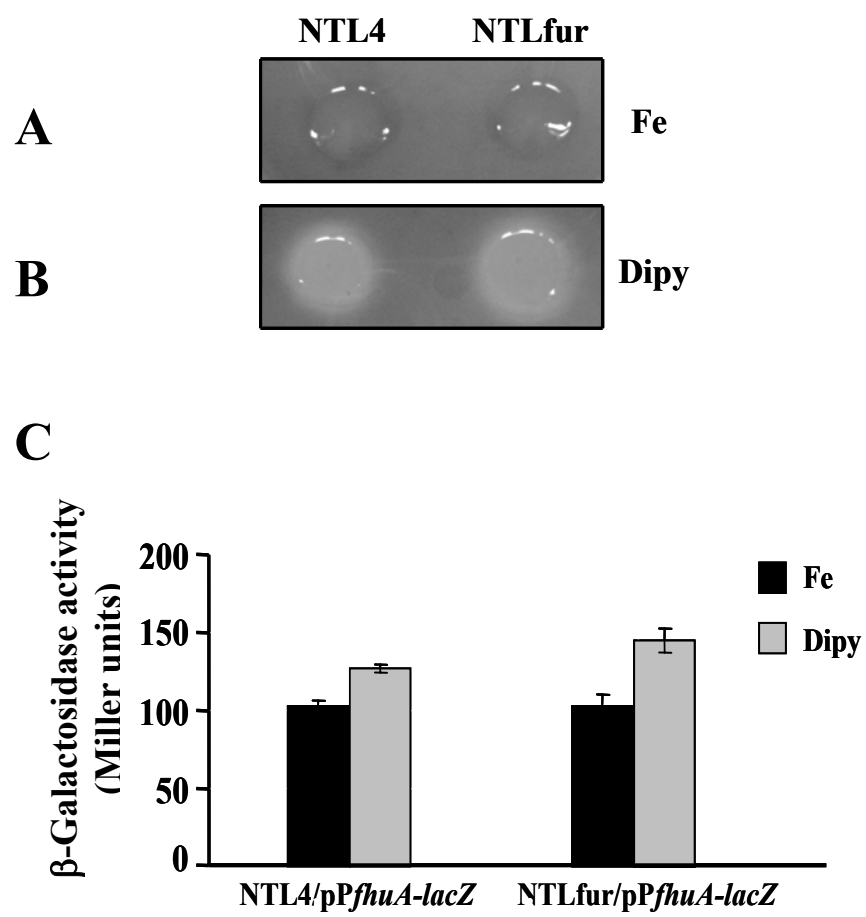 NTL4 NTLfur
A Fe
B Dipy
C
β-Galactosidase activity
(Miller units)
200
150
100
50
0
Fe
Dipy
NTL4/pPfhuA-lacZ NTLfur/pPfhuA-lacZ